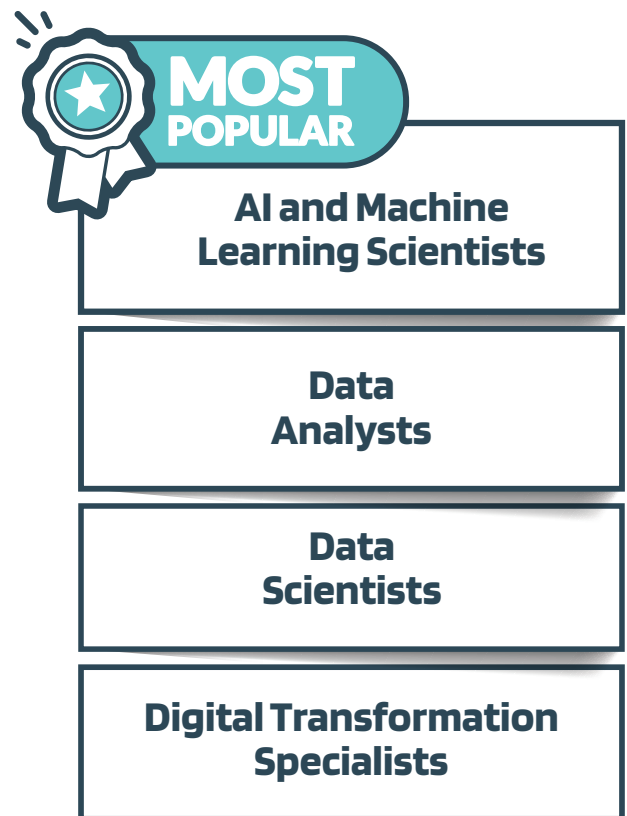 MOST
POPULAR
AI and Machine
Learning Scientists
Data
Analysts
Data
Scientists
Digital Transformation
Specialists